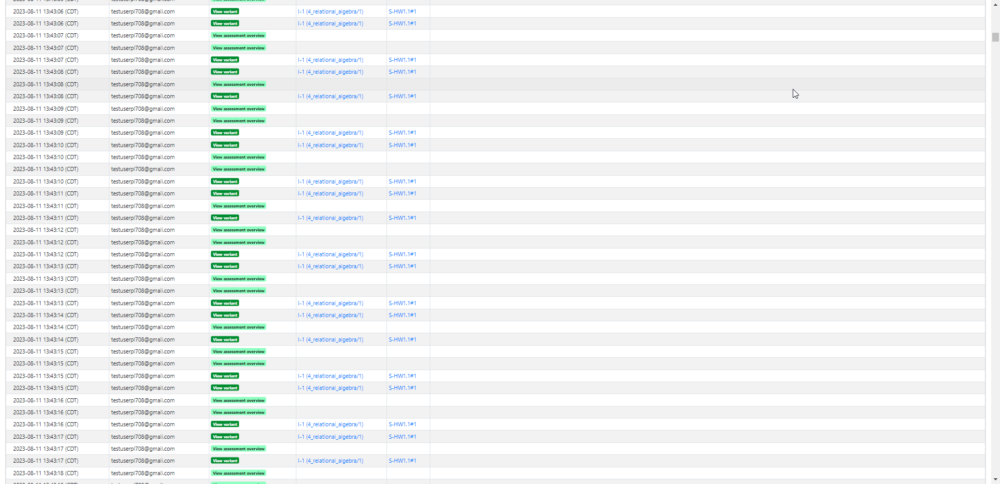 2023-08-11 13:43:06 (CDT) testuserpl708@gmail.com View variant I-1 (4_relational_algebra/1) S-HW1.1#1
2023-08-11 13:43:06 (CDT) testuserpl708@gmail.com View variant I-1 (4_relational_algebra/1) S-HW1.1#1
2023-08-11 13:43:07 (CDT) testuserpl708@gmail.com View assessment overview
2023-08-11 13:43:07 (CDT) testuserpl708@gmail.com View assessment overview
2023-08-11 13:43:07 (CDT) testuserpl708@gmail.com View variant I-1 (4_relational_algebra/1) S-HW1.1#1
2023-08-11 13:43:08 (CDT) testuserpl708@gmail.com View variant I-1 (4_relational_algebra/1) S-HW1.1#1
2023-08-11 13:43:08 (CDT) testuserpl708@gmail.com View assessment overview
2023-08-11 13:43:08 (CDT) testuserpl708@gmail.com View variant I-1 (4_relational_algebra/1) S-HW1.1#1
2023-08-11 13:43:09 (CDT) testuserpl708@gmail.com View assessment overview
2023-08-11 13:43:09 (CDT) testuserpl708@gmail.com View assessment overview
2023-08-11 13:43:09 (CDT) testuserpl708@gmail.com View variant I-1 (4_relational_algebra/1) S-HW1.1#1
2023-08-11 13:43:10 (CDT) testuserpl708@gmail.com View variant I-1 (4_relational_algebra/1) S-HW1.1#1
2023-08-11 13:43:10 (CDT) testuserpl708@gmail.com View assessment overview
2023-08-11 13:43:10 (CDT) testuserpl708@gmail.com View assessment overview
2023-08-11 13:43:10 (CDT) testuserpl708@gmail.com View variant I-1 (4_relational_algebra/1) S-HW1.1#1
2023-08-11 13:43:11 (CDT) testuserpl708@gmail.com View variant I-1 (4_relational_algebra/1) S-HW1.1#1
2023-08-11 13:43:11 (CDT) testuserpl708@gmail.com View assessment overview
2023-08-11 13:43:11 (CDT) testuserpl708@gmail.com View variant I-1 (4_relational_algebra/1) S-HW1.1#1
2023-08-11 13:43:12 (CDT) testuserpl708@gmail.com View assessment overview
2023-08-11 13:43:12 (CDT) testuserpl708@gmail.com View assessment overview
2023-08-11 13:43:12 (CDT) testuserpl708@gmail.com View variant I-1 (4_relational_algebra/1) S-HW1.1#1
2023-08-11 13:43:13 (CDT) testuserpl708@gmail.com View variant I-1 (4_relational_algebra/1) S-HW1.1#1
2023-08-11 13:43:13 (CDT) testuserpl708@gmail.com View assessment overview
2023-08-11 13:43:13 (CDT) testuserpl708@gmail.com View assessment overview
2023-08-11 13:43:13 (CDT) testuserpl708@gmail.com View variant I-1 (4_relational_algebra/1) S-HW1.1#1
2023-08-11 13:43:14 (CDT) testuserpl708@gmail.com View variant I-1 (4_relational_algebra/1) S-HW1.1#1
2023-08-11 13:43:14 (CDT) testuserpl708@gmail.com View assessment overview
2023-08-11 13:43:14 (CDT) testuserpl708@gmail.com View variant I-1 (4_relational_algebra/1) S-HW1.1#1
2023-08-11 13:43:15 (CDT) testuserpl708@gmail.com View assessment overview
2023-08-11 13:43:15 (CDT) testuserpl708@gmail.com View assessment overview
2023-08-11 13:43:15 (CDT) testuserpl708@gmail.com View variant I-1 (4_relational_algebra/1) S-HW1.1#1
2023-08-11 13:43:15 (CDT) testuserpl708@gmail.com View variant I-1 (4_relational_algebra/1) S-HW1.1#1
2023-08-11 13:43:16 (CDT) testuserpl708@gmail.com View assessment overview
2023-08-11 13:43:16 (CDT) testuserpl708@gmail.com View assessment overview
2023-08-11 13:43:16 (CDT) testuserpl708@gmail.com View variant I-1 (4_relational_algebra/1) S-HW1.1#1
2023-08-11 13:43:17 (CDT) testuserpl708@gmail.com View variant I-1 (4_relational_algebra/1) S-HW1.1#1
2023-08-11 13:43:17 (CDT) testuserpl708@gmail.com View assessment overview
2023-08-11 13:43:17 (CDT) testuserpl708@gmail.com View variant I-1 (4_relational_algebra/1) S-HW1.1#1
2023-08-11 13:43:18 (CDT) testuserpl708@gmail.com View assessment overview